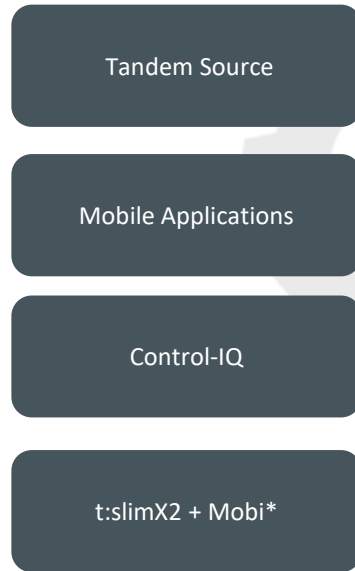 Tandem Source
Mobile Applications
Control-IQ
t:slimX2 + Mobi*